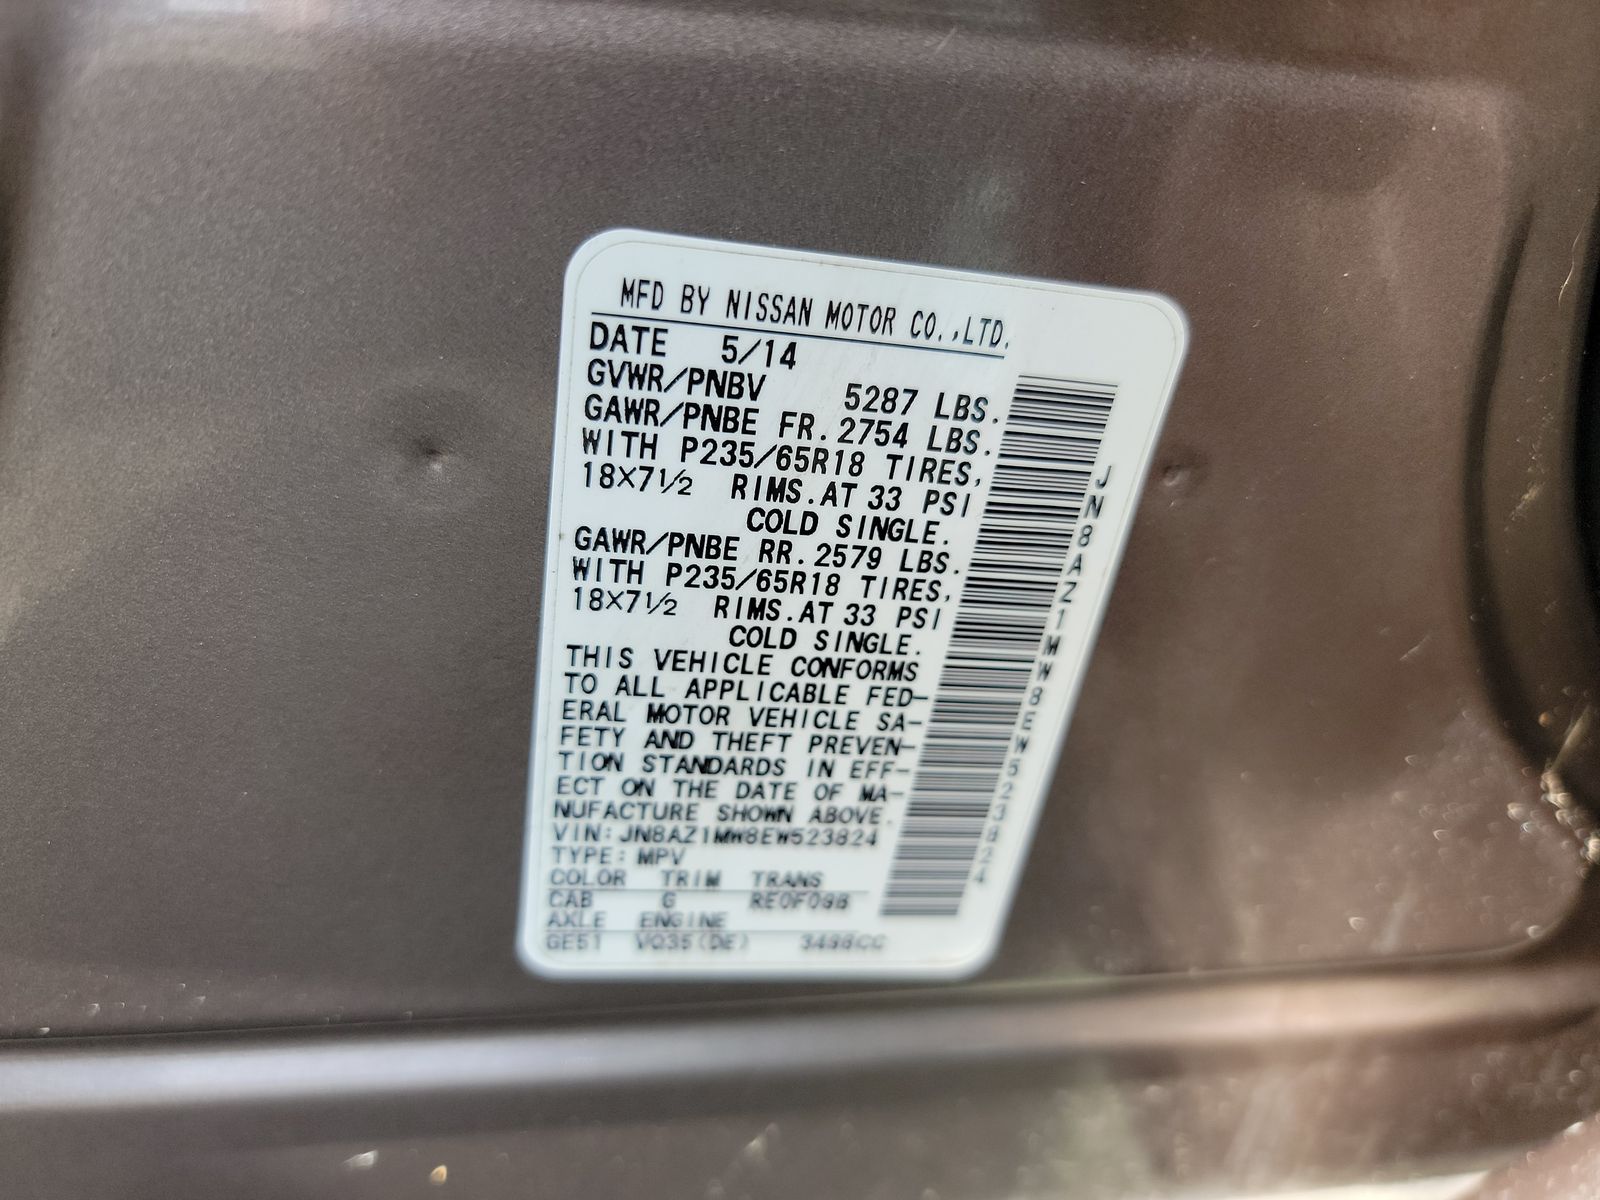 MFD BY NISSAN MOTOR CO.,LTD.
DATE 5/14
GVWR/PNBV 5287 LBS.
GAWR/PNBE FR. 2754 LBS.
WITH P235/65R18 TIRES,
18X7½ RIMS. AT 33 PSI
COLD SINGLE.
GAWR/PNBE RR. 2579 LBS.
WITH P235/65R18 TIRES,
18X7½ RIMS. AT 33 PSI
COLD SINGLE.
THIS VEHICLE CONFORMS
TO ALL APPLICABLE FED-
ERAL MOTOR VEHICLE SA-
FETY AND THEFT PREVEN-
TION STANDARDS IN EFF-
ECT ON THE DATE OF MA-
NUFACTURE SHOWN ABOVE.
VIN: JN8AZ1MW8EW523824
TYPE: MPV
COLOR TRIM TRANS
CAB G RE0F09B
AXLE ENGINE
GE51 VQ35(DE) 3498CC
JN8AZ1MW8EW523824